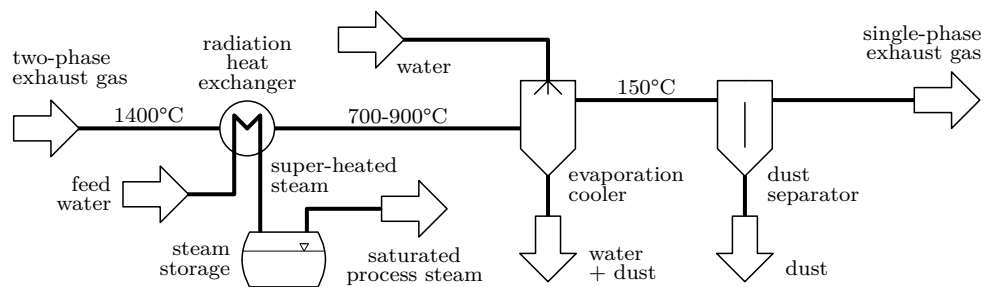 two-phase
exhaust gas
1400°C
radiation
heat
exchanger
feed
water
super-heated
steam
steam
storage
saturated
process steam
700-900°C
water
evaporation
cooler
water
+ dust
150°C
dust
separator
dust
single-phase
exhaust gas